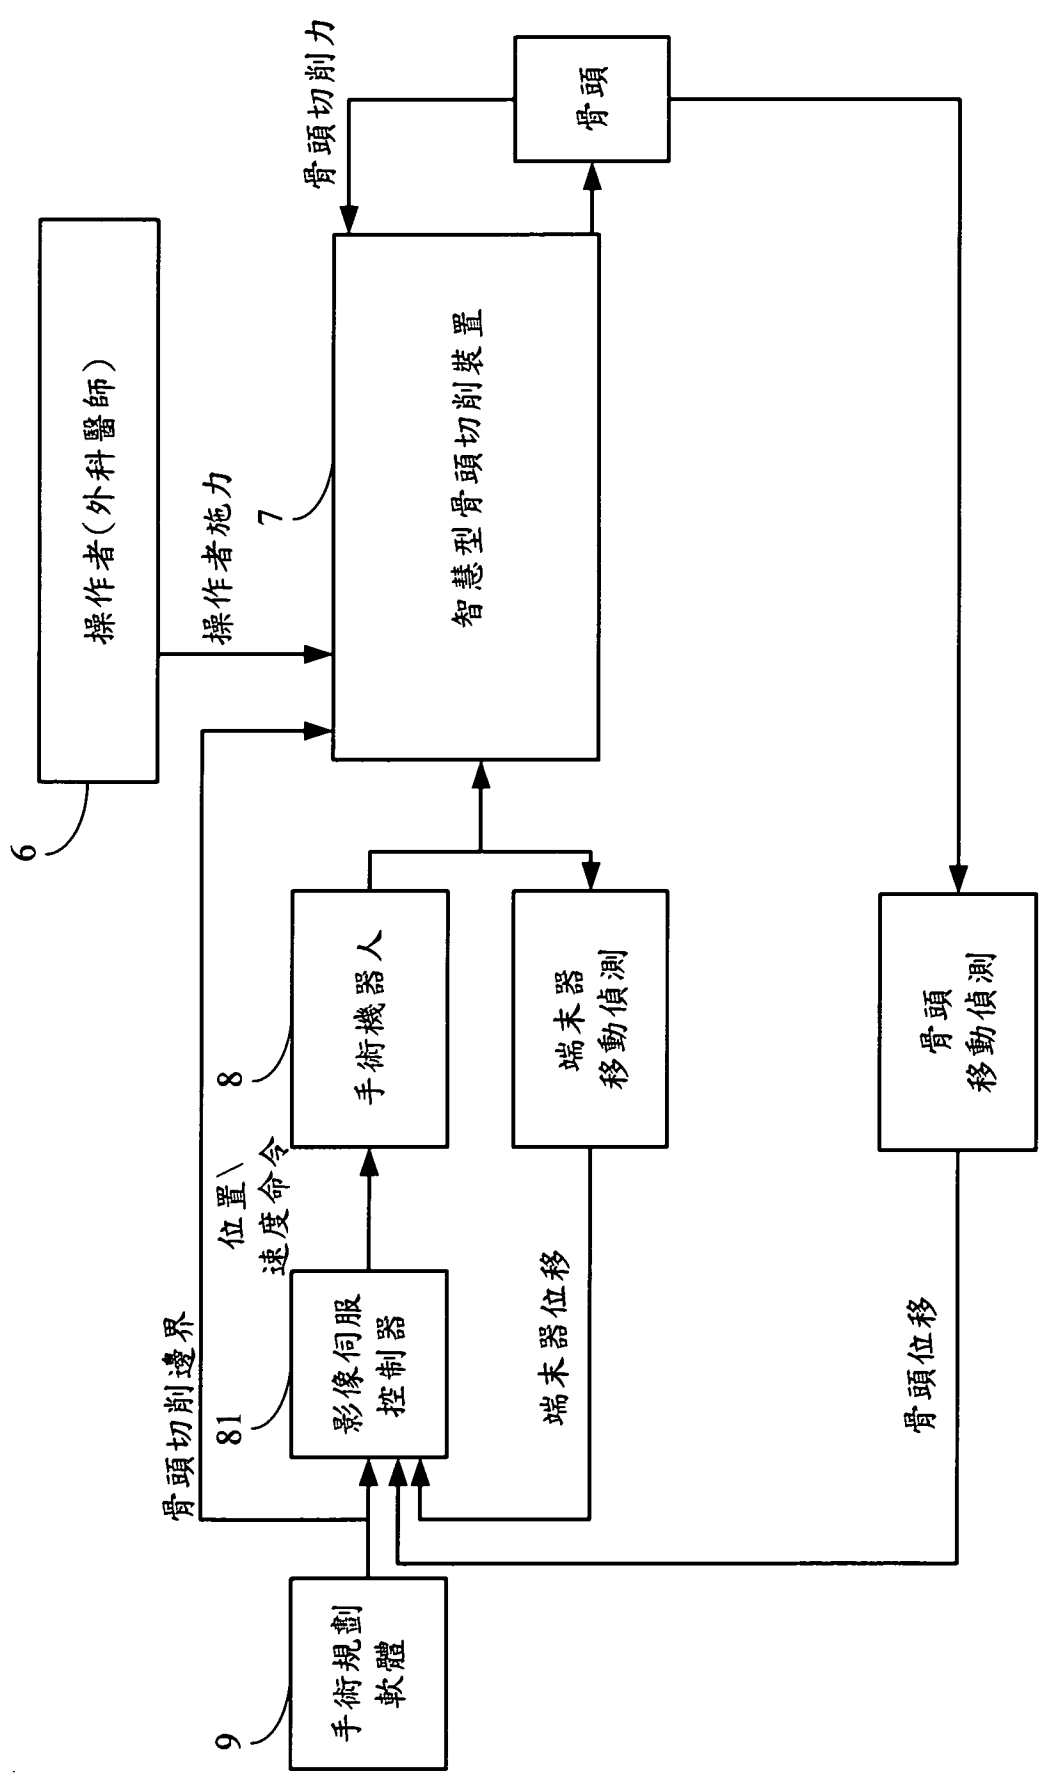 操作者(外科醫師)
6
操作者施力
骨頭切削力
7
智慧型骨頭切削裝置
骨頭
骨頭切削邊界
位置\
速度命令
9
手術規劃
軟體
81
影像伺服
控制器
8
手術機器人
端末器
移動偵測
端末器位移
骨頭
移動偵測
骨頭位移